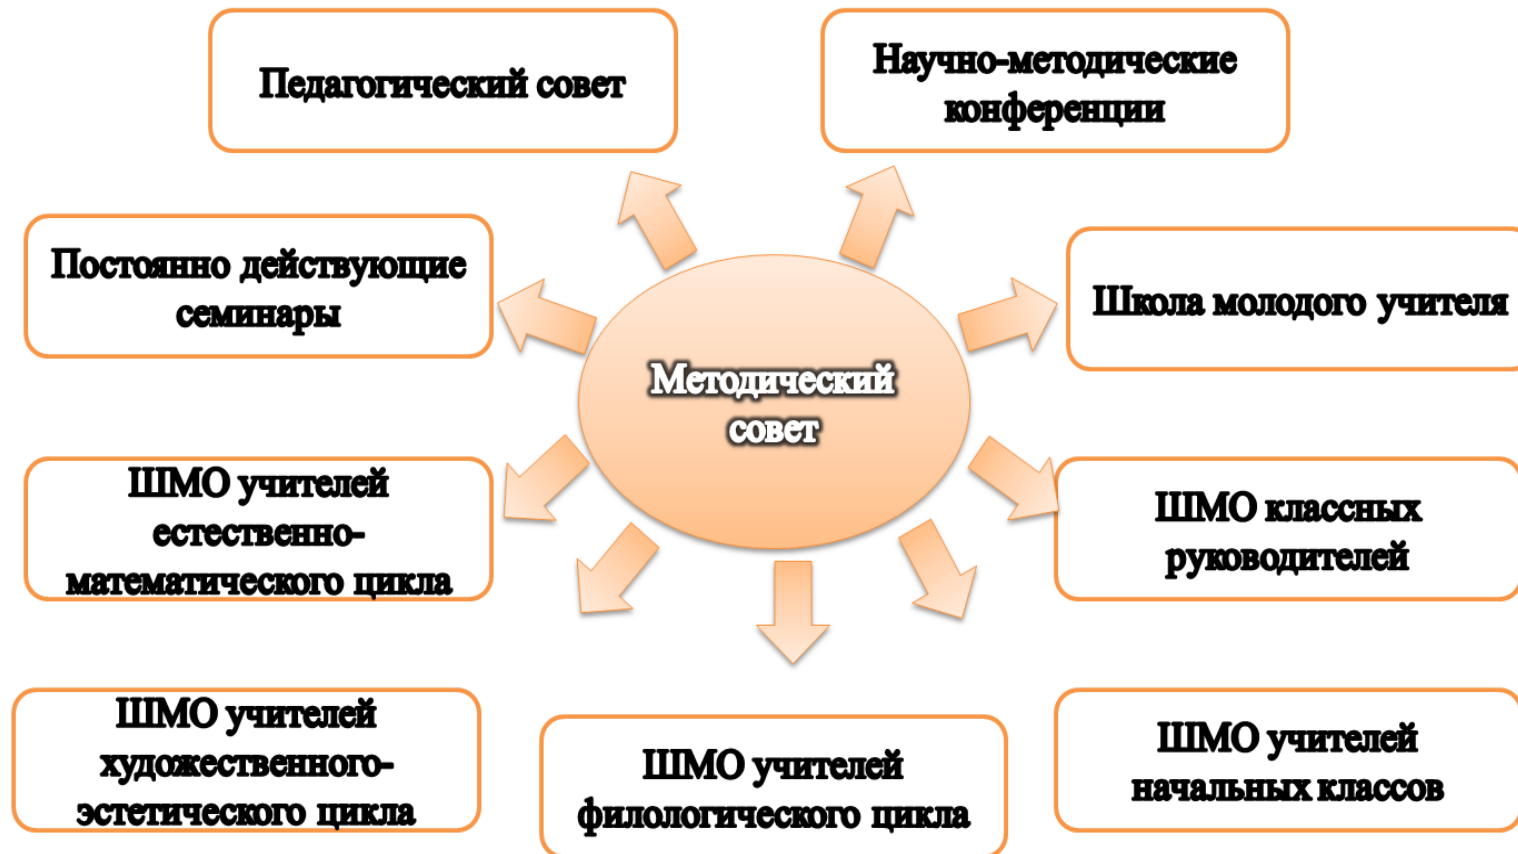 Педагогический совет
Научно-методические
конференции
Постоянно действующие
семинары
Школа молодого учителя
Методический
совет
ШМО учителей
естественно-
математического цикла
ШМО классных
руководителей
ШМО учителей
художественного-
эстетического цикла
ШМО учителей
филологического цикла
ШМО учителей
начальных классов